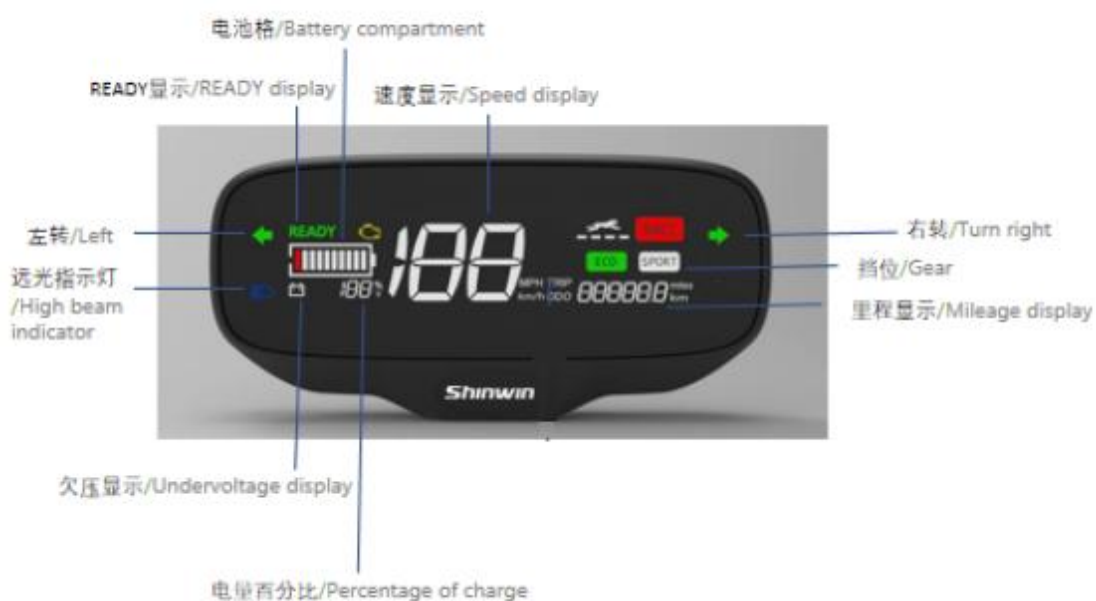 电池格/Battery compartment
READY显示/READY display
速度显示/Speed display
左转/Left
右转/Turn right
远光指示灯
/High beam
indicator
挡位/Gear
里程显示/Mileage display
READY
ECO SPORT
188 %
188
MPH
km/h
TRIP
ODO
888888
miles
km
Shinwin
欠压显示/Undervoltage display
电量百分比/Percentage of charge